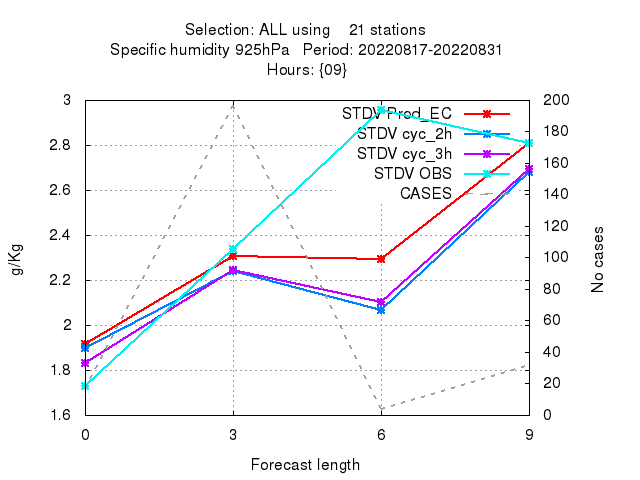 Selection: ALL using    21 stations
Specific humidity 925hPa   Period: 20220817-20220831
Hours: {09}
3
2.8
2.6
2.4
2.2
2
1.8
1.6
200
180
160
140
120
100
80
60
40
20
0
STDV Prod_EC
STDV cyc_2h
STDV cyc_3h
STDV OBS
CASES
g/Kg
No cases
0 3 6 9
Forecast length